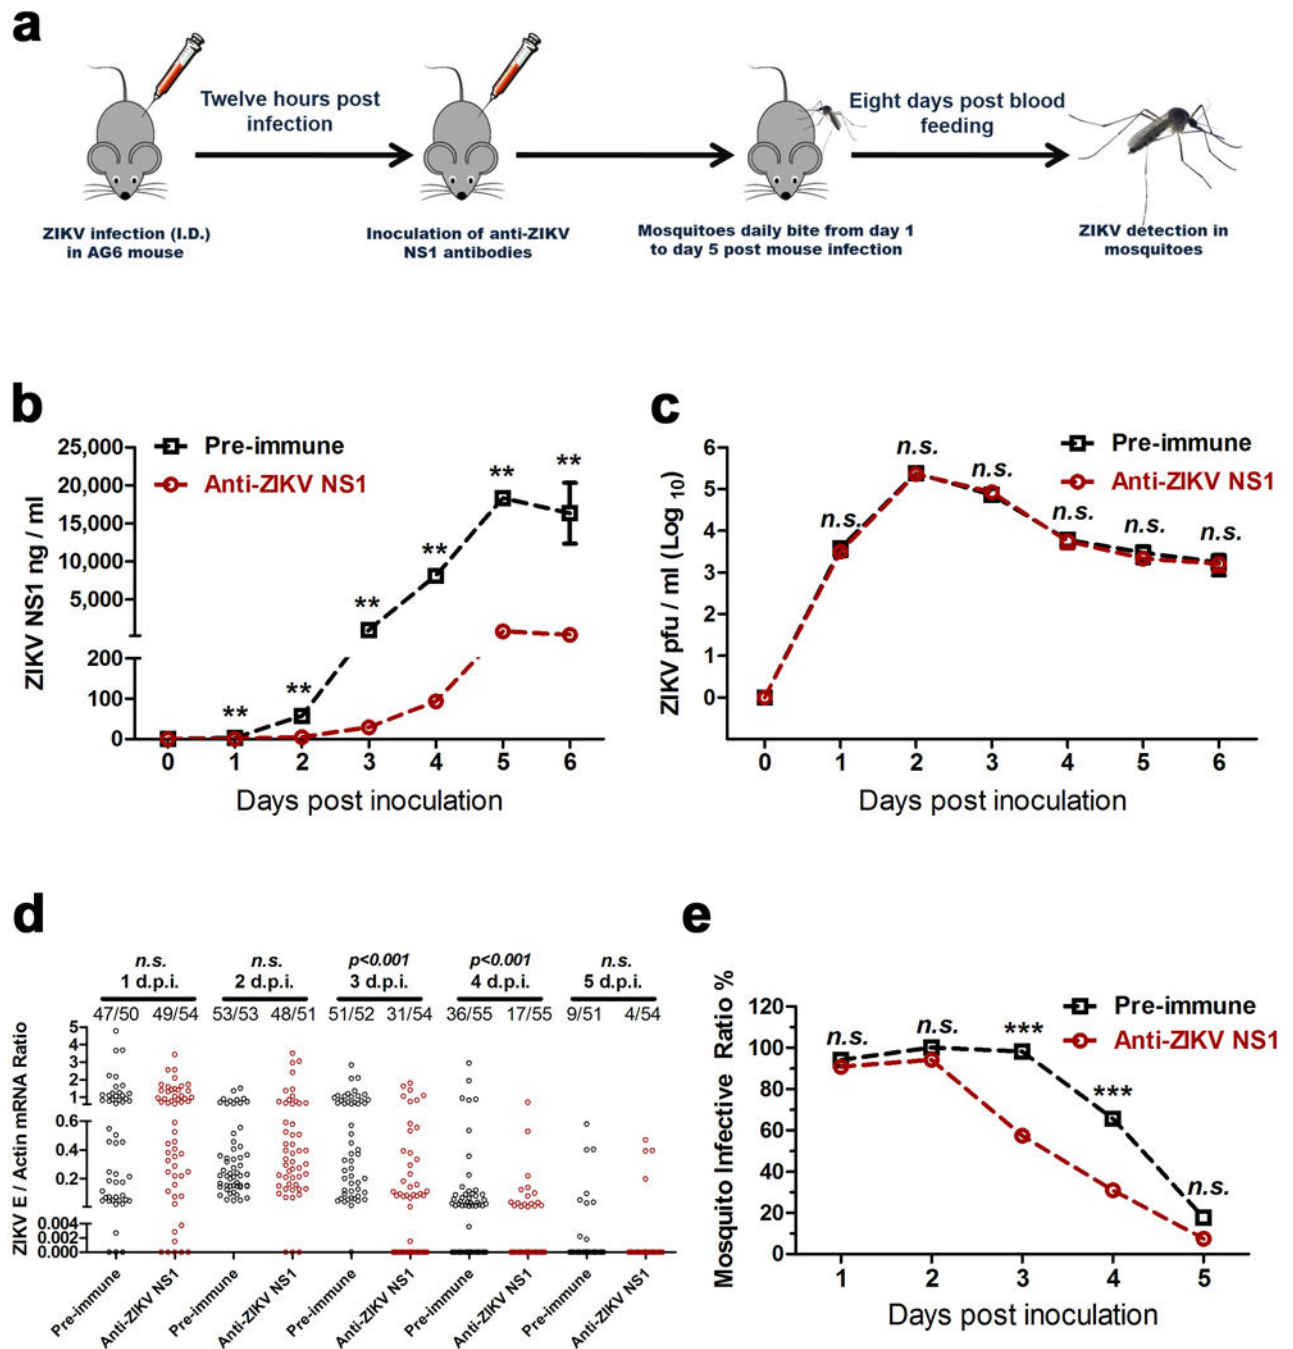 a
Twelve hours post
infection
Eight days post blood
feeding
ZIKV infection (I.D.)
in AG6 mouse
Inoculation of anti-ZIKV
NS1 antibodies
Mosquitoes daily bite from day 1
to day 5 post mouse infection
ZIKV detection in
mosquitoes
b
ZIKV NS1 ng / ml
25,000
20,000
15,000
10,000
5,000
200
100
0
Pre-immune
Anti-ZIKV NS1
** ** ** ** ** **
0 1 2 3 4 5 6
Days post inoculation
c
ZIKV pfu / ml (Log 10)
6
5
4
3
2
1
0
Pre-immune
Anti-ZIKV NS1
n.s. n.s. n.s. n.s. n.s. n.s.
0 1 2 3 4 5 6
Days post inoculation
d
n.s. n.s. p<0.001 p<0.001 n.s.
1 d.p.i. 2 d.p.i. 3 d.p.i. 4 d.p.i. 5 d.p.i.
47/50 49/54 53/53 48/51 51/52 31/54 36/55 17/55 9/51 4/54
ZIKV E / Actin mRNA Ratio
5
4
3
2
1
0.6
0.4
0.2
0.004
0.002
0.000
Pre-immune Anti-ZIKV NS1 Pre-immune Anti-ZIKV NS1 Pre-immune Anti-ZIKV NS1 Pre-immune Anti-ZIKV NS1 Pre-immune Anti-ZIKV NS1
e
Mosquito Infective Ratio %
120
100
80
60
40
20
0
Pre-immune
Anti-ZIKV NS1
n.s. n.s. *** *** n.s.
1 2 3 4 5
Days post inoculation